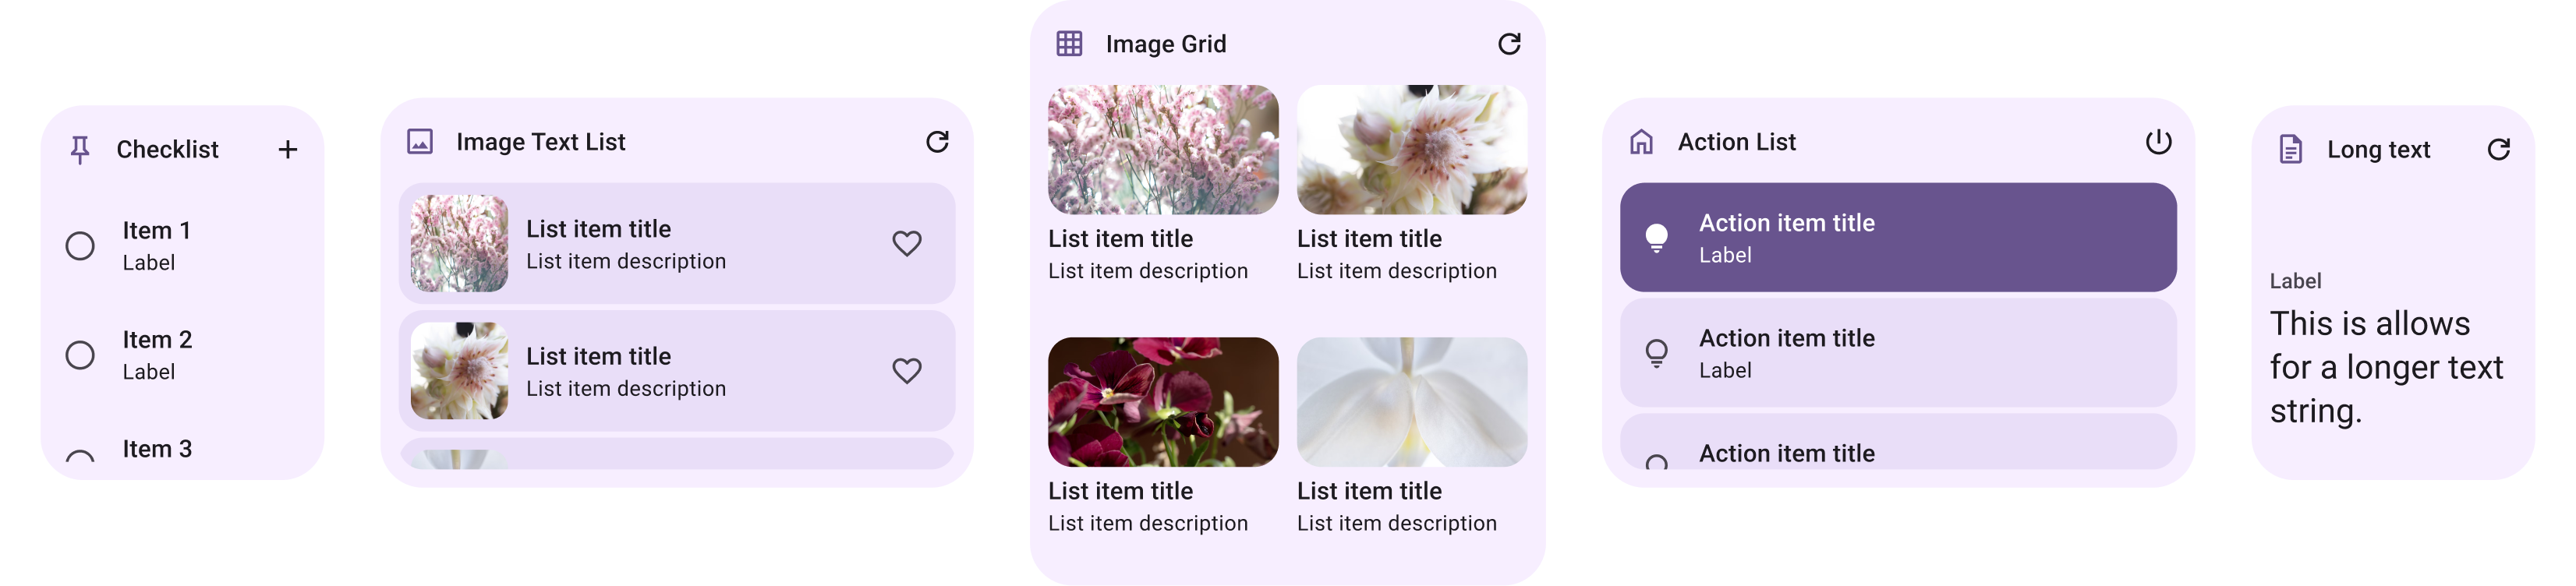 Checklist
Item 1
Label
Item 2
Label
Item 3
Image Text List
List item title
List item description
List item title
List item description
Image Grid
List item title
List item description
List item title
List item description
List item title
List item description
List item title
List item description
Action List
Action item title
Label
Action item title
Label
Action item title
Long text
Label
This is allows
for a longer text
string.